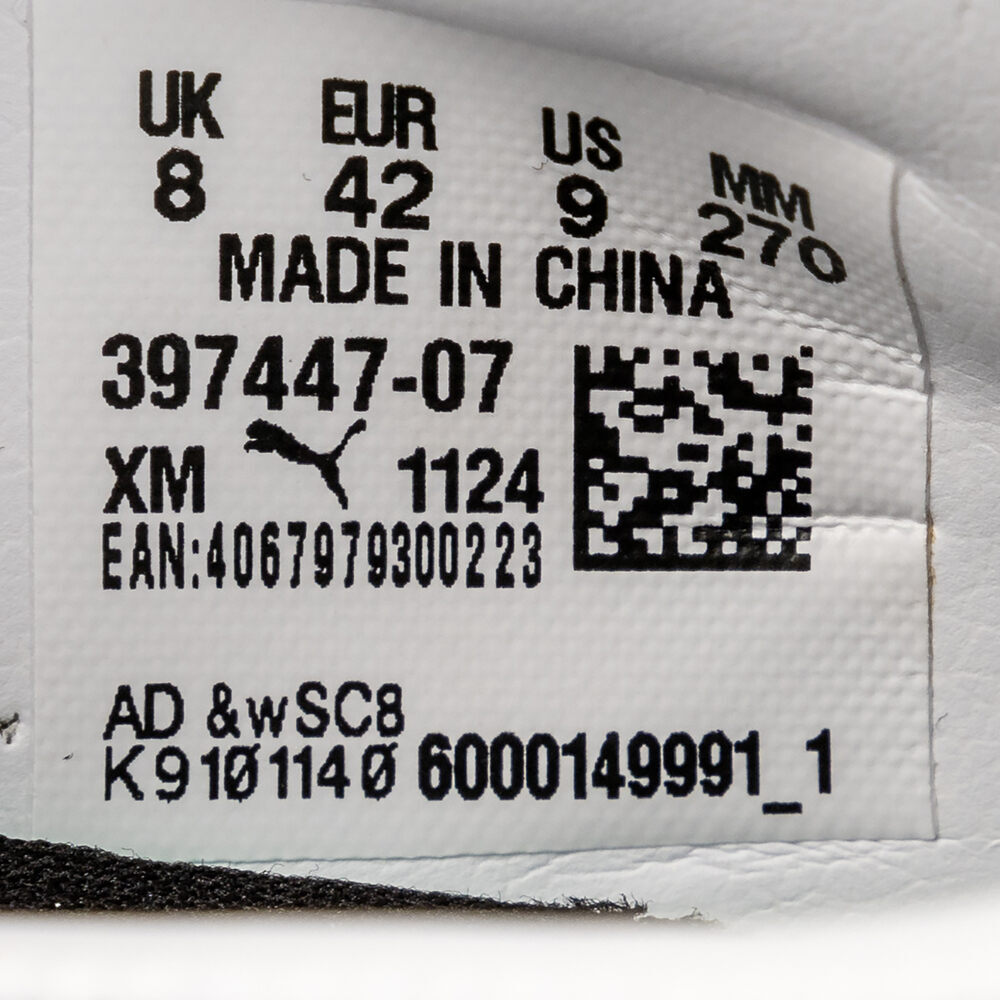 UK EUR US MM
8 42 9 270
MADE IN CHINA
397447-07
XM 1124
EAN:4067979300223
AD &wSC8
K9101140 6000149991_1